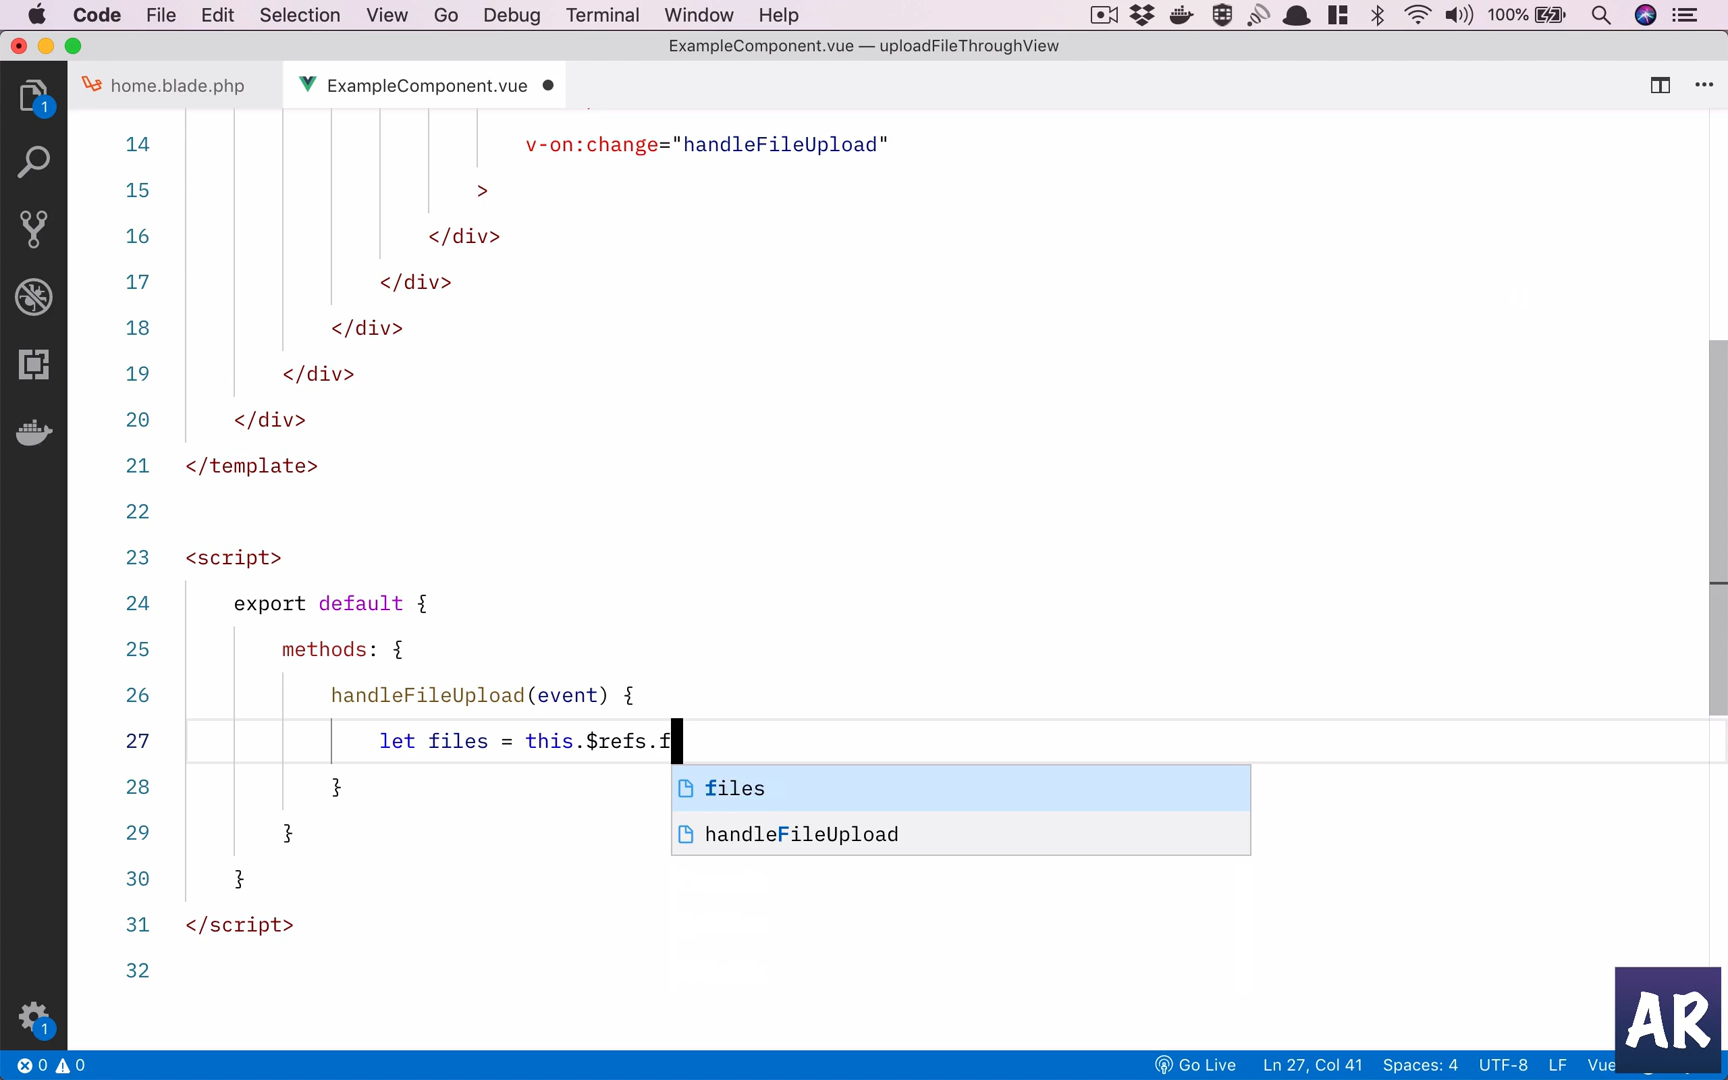 Code File Edit Selection View Go Debug Terminal Window Help 100%
ExampleComponent.vue — uploadFileThroughView
home.blade.php ExampleComponent.vue
1
14 v-on:change="handleFileUpload"
15 >
16 </div>
17 </div>
18 </div>
19 </div>
20 </div>
21 </template>
22
23 <script>
24 export default {
25 methods: {
26 handleFileUpload(event) {
27 let files = this.$refs.f
files
28 }
handleFileUpload
29 }
30 }
31 </script>
32
1
AR
0 0 Go Live Ln 27, Col 41 Spaces: 4 UTF-8 LF Vue